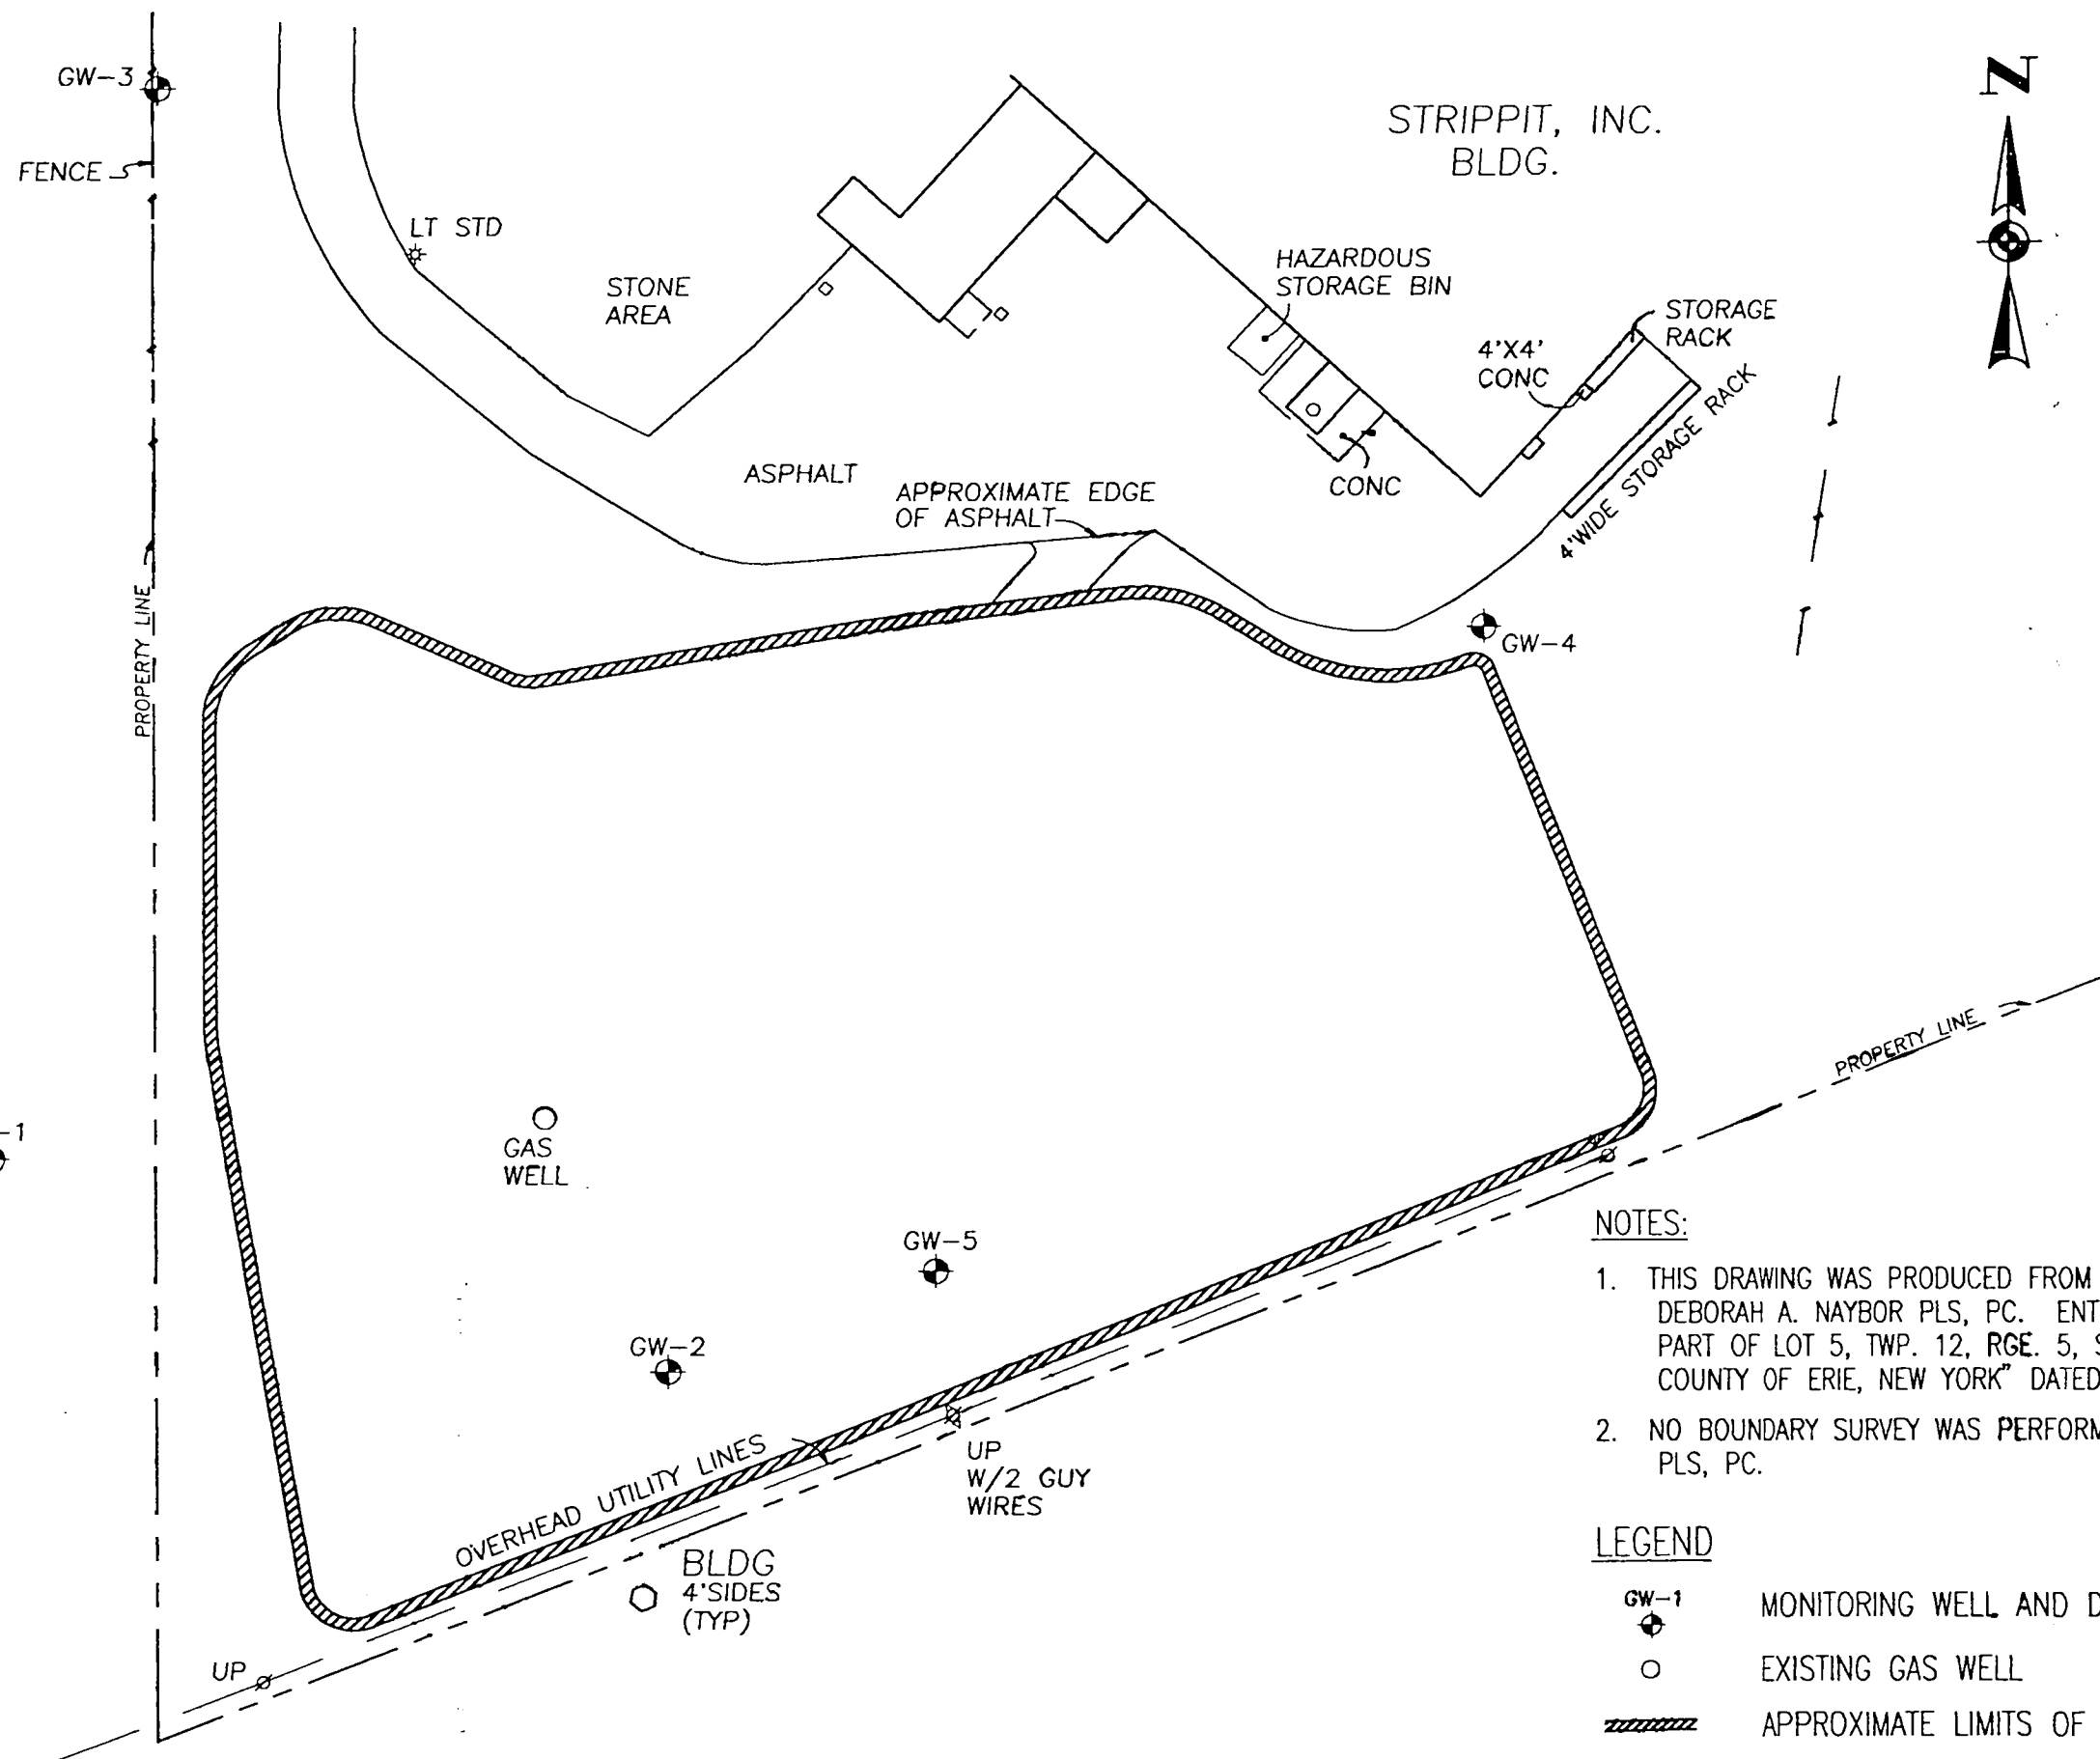 GW-3
N
STRIPPIT, INC.
BLDG.
FENCE
LT STD
HAZARDOUS
STORAGE BIN
STONE
AREA
STORAGE
RACK
4'X4'
CONC
4'WIDE STORAGE RACK
ASPHALT
APPROXIMATE EDGE
OF ASPHALT
CONC
PROPERTY LINE
GW-4
PROPERTY LINE
-1
GAS
WELL
GW-5
GW-2
OVERHEAD UTILITY LINES
UP
W/2 GUY
WIRES
BLDG
4'SIDES
(TYP)
UP
NOTES:
1. THIS DRAWING WAS PRODUCED FROM
DEBORAH A. NAYBOR PLS, PC. ENT
PART OF LOT 5, TWP. 12, RGE. 5, S
COUNTY OF ERIE, NEW YORK" DATED
2. NO BOUNDARY SURVEY WAS PERFORM
PLS, PC.
LEGEND
GW-1 MONITORING WELL AND D
EXISTING GAS WELL
APPROXIMATE LIMITS OF